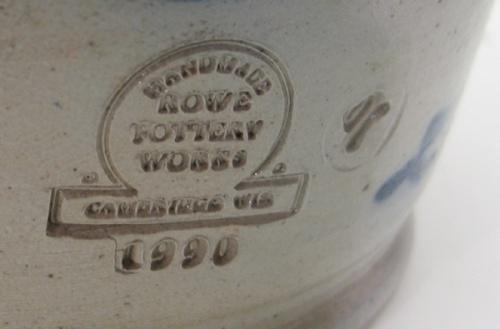 HANDMADE
ROWE
POTTERY
WORKS
CAMBRIDGE WIS
1990